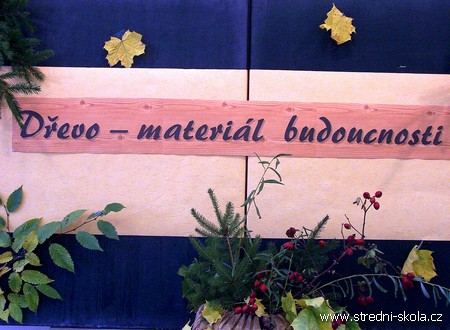 Dřevo – materiál budoucnosti
www.stredni-skola.cz